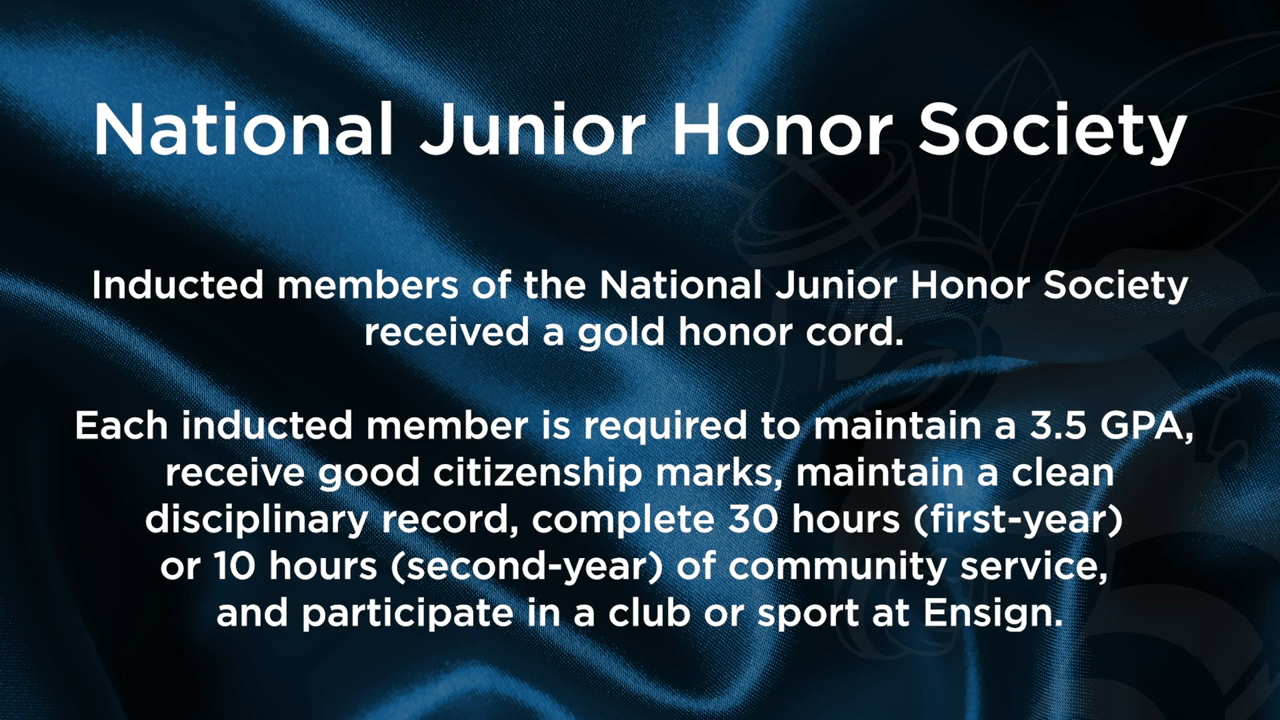 National Junior Honor Society
Inducted members of the National Junior Honor Society
received a gold honor cord.
Each inducted member is required to maintain a 3.5 GPA,
receive good citizenship marks, maintain a clean
disciplinary record, complete 30 hours (first-year)
or 10 hours (second-year) of community service,
and participate in a club or sport at Ensign.